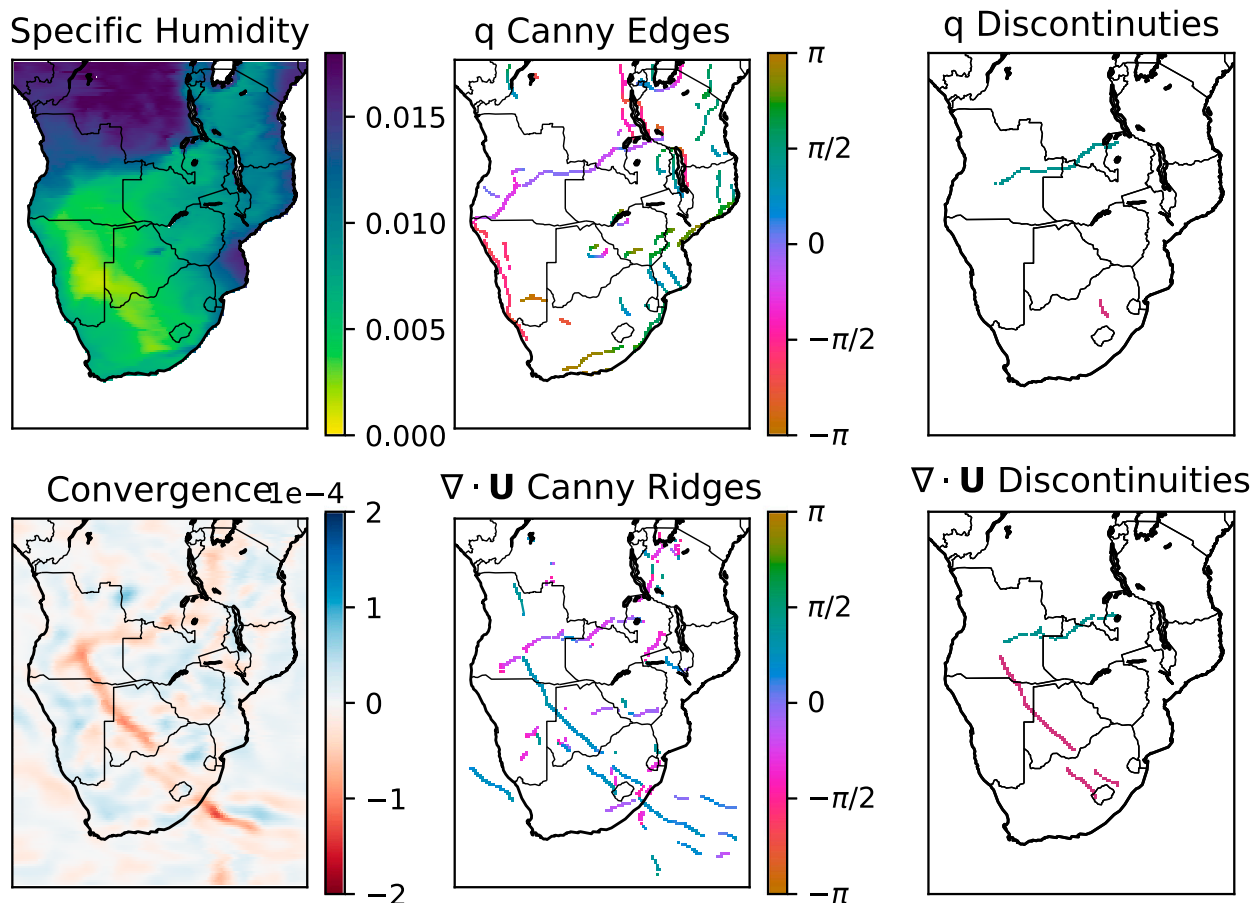 Specific Humidity
0.015
0.010
0.005
0.000
q Canny Edges
π
π/2
0
−π/2
−π
q Discontinuties
Convergence
1e−4
2
1
0
−1
−2
∇ · U Canny Ridges
π
π/2
0
−π/2
−π
∇ · U Discontinuities